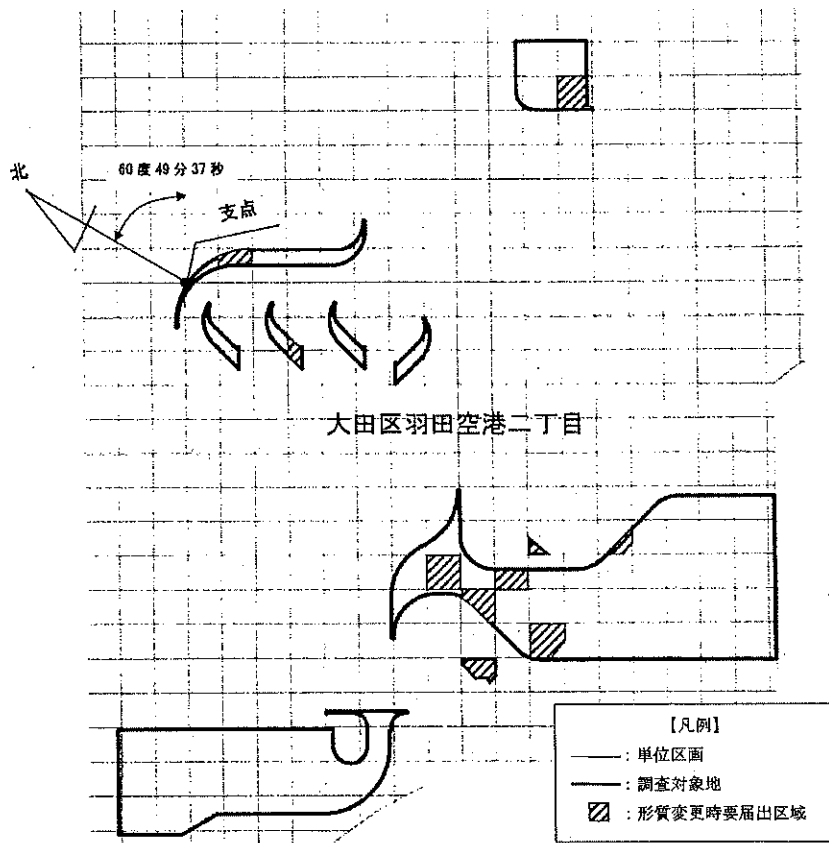 北
60度49分37秒
支点
大田区羽田空港二丁目
【凡例】
：単位区画
：調査対象地
：形質変更時要届出区域